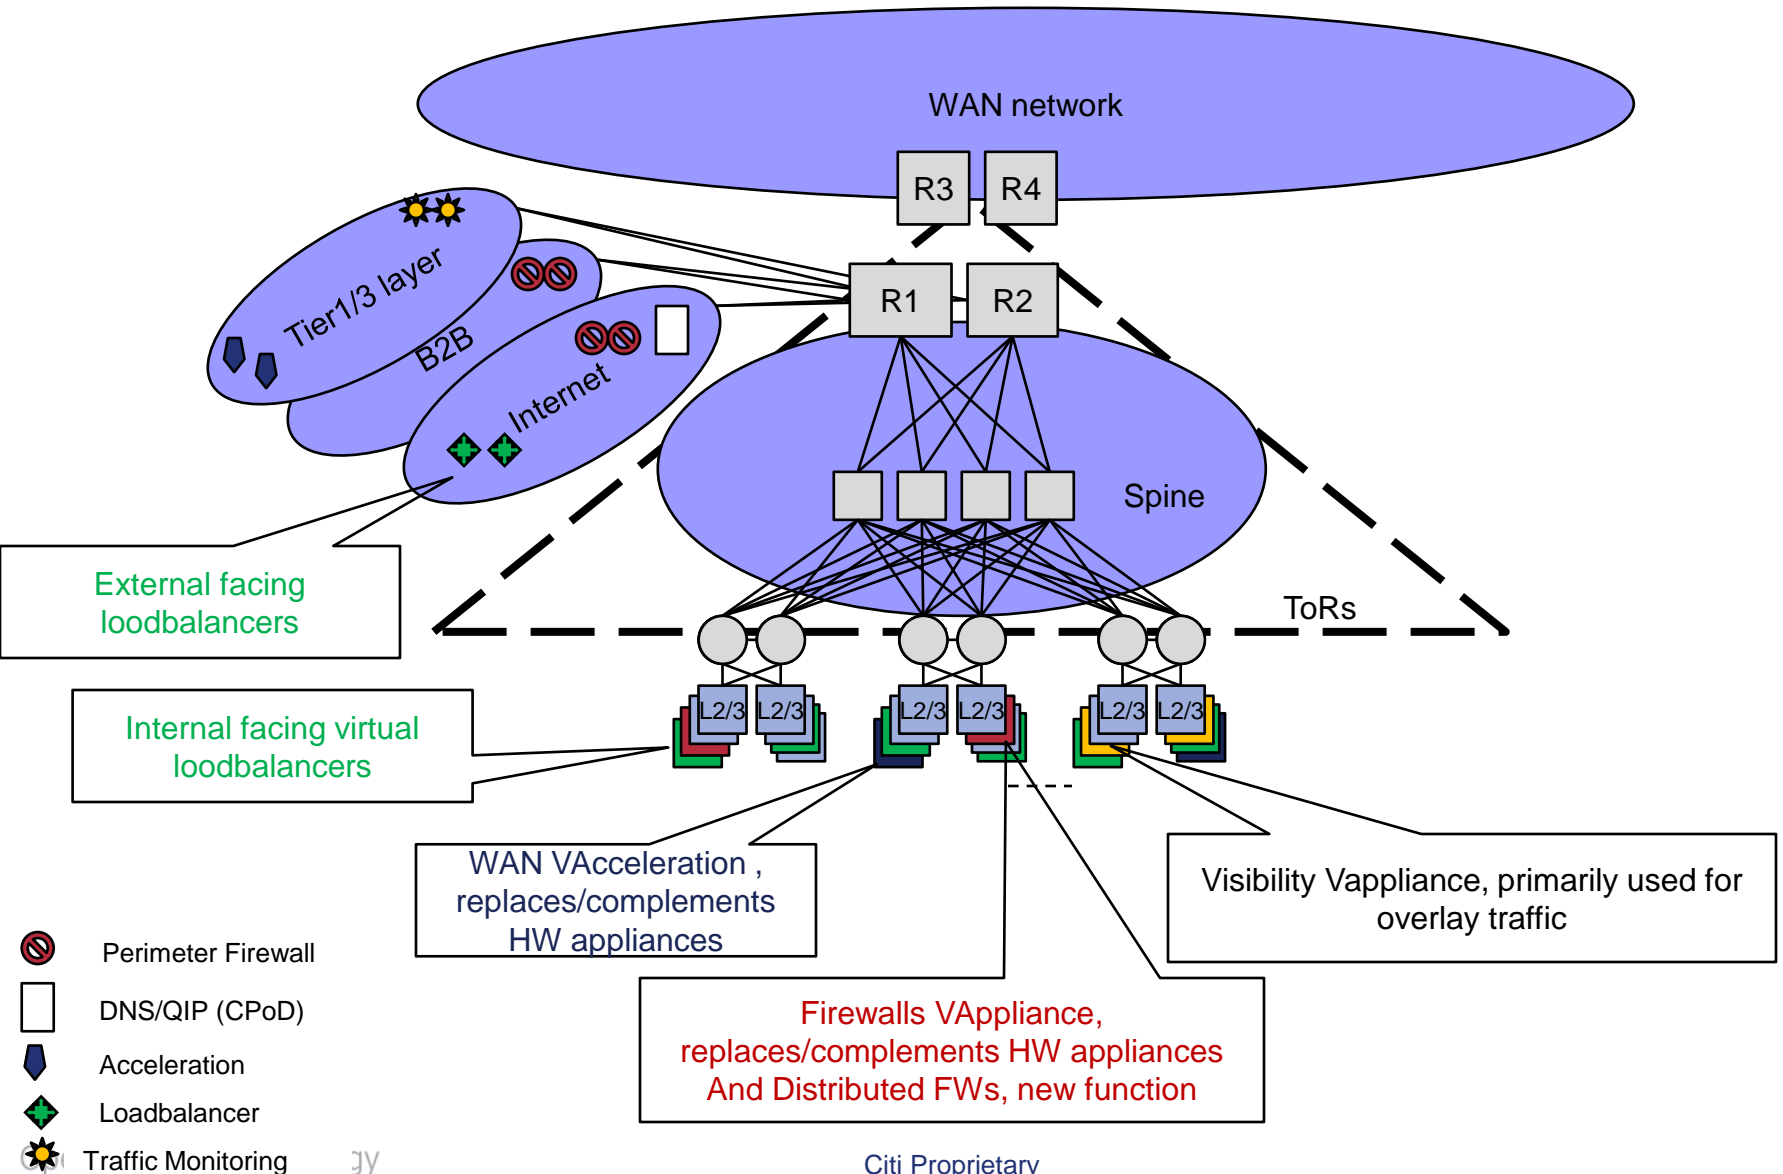 WAN network
R3
R4
Tier1/3 layer
B2B
Internet
R1
R2
Spine
ToRs
External facing
loodbalancers
L2/3
L2/3
L2/3
L2/3
L2/3
L2/3
Internal facing virtual
loodbalancers
WAN VAcceleration ,
replaces/complements
HW appliances
Visibility Vappliance, primarily used for
overlay traffic
Firewalls VAppliance,
replaces/complements HW appliances
And Distributed FWs, new function
Perimeter Firewall
DNS/QIP (CPoD)
Acceleration
Loadbalancer
Traffic Monitoring
Citi Proprietary